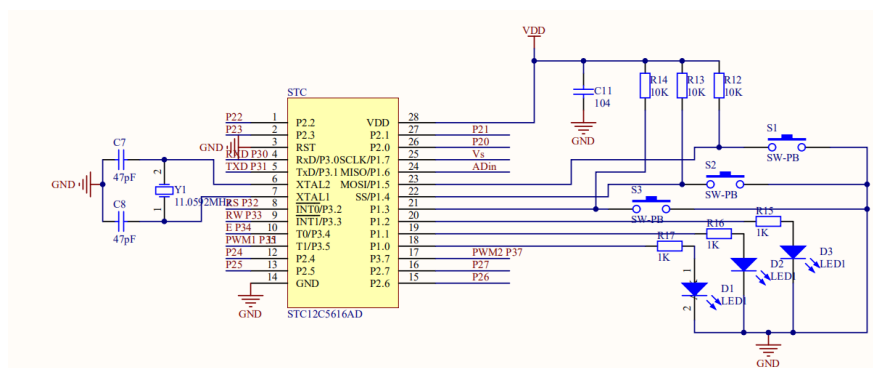 VDD
STC
C11
104
R14
10K
R13
10K
R12
10K
P22
1
P2.2
VDD
28
P23
2
P2.3
P2.1
27
P21
GND
3
RST
P2.0
26
P20
RXD P30
4
RxD/P3.0
SCLK/P1.7
25
Vs
TXD P31
5
TxD/P3.1
MISO/P1.6
24
ADin
6
XTAL2
MOSI/P1.5
23
7
XTAL1
SS/P1.4
22
RS P32
8
INT0/P3.2
P1.3
21
RW P33
9
INT1/P3.3
P1.2
20
E P34
10
T0/P3.4
P1.1
19
PWM1 P35
11
T1/P3.5
P1.0
18
P24
12
P2.4
P3.7
17
PWM2 P37
P25
13
P2.5
P2.7
16
P27
14
GND
P2.6
15
P26
GND
STC12C5616AD
C7
47pF
GND
2
Y1
1
11.0592MHz
C8
47pF
GND
S1
SW-PB
S2
SW-PB
S3
SW-PB
R15
1K
R16
1K
R17
1K
D3
LED1
D2
LED1
1
D1
LED1
2
GND